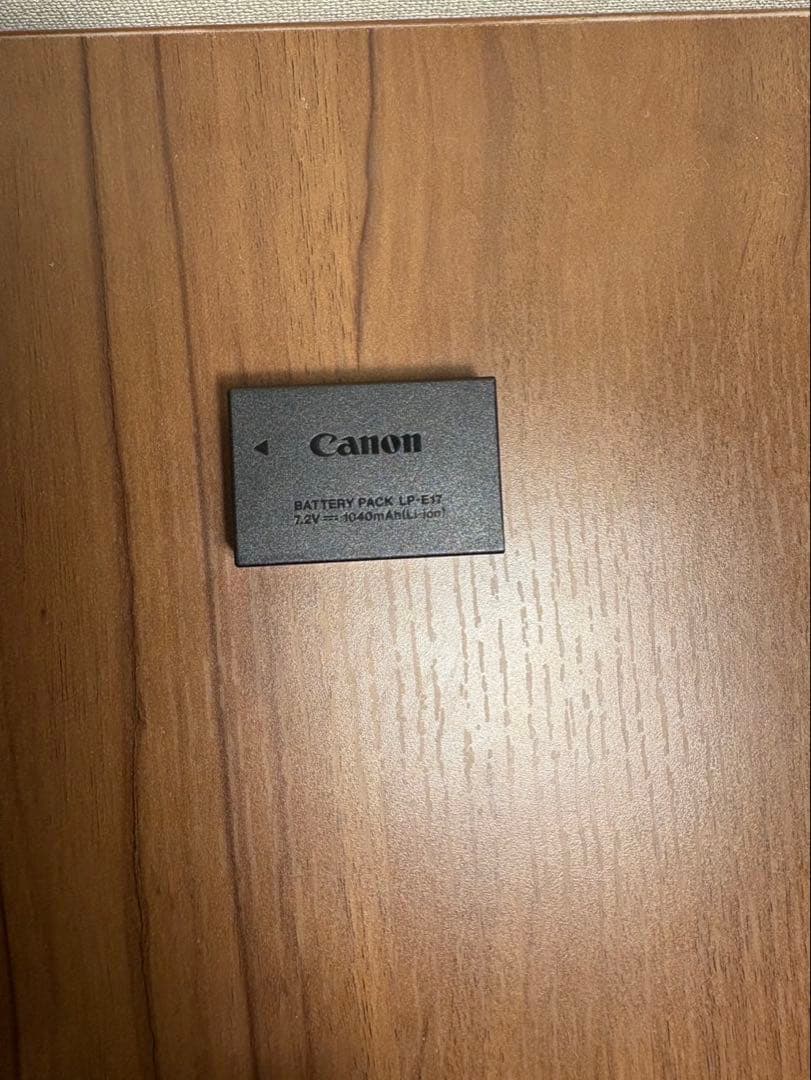 Canon
BATTERY PACK LP-E17
7.2V ⎓ 1040mAh(Li-ion)